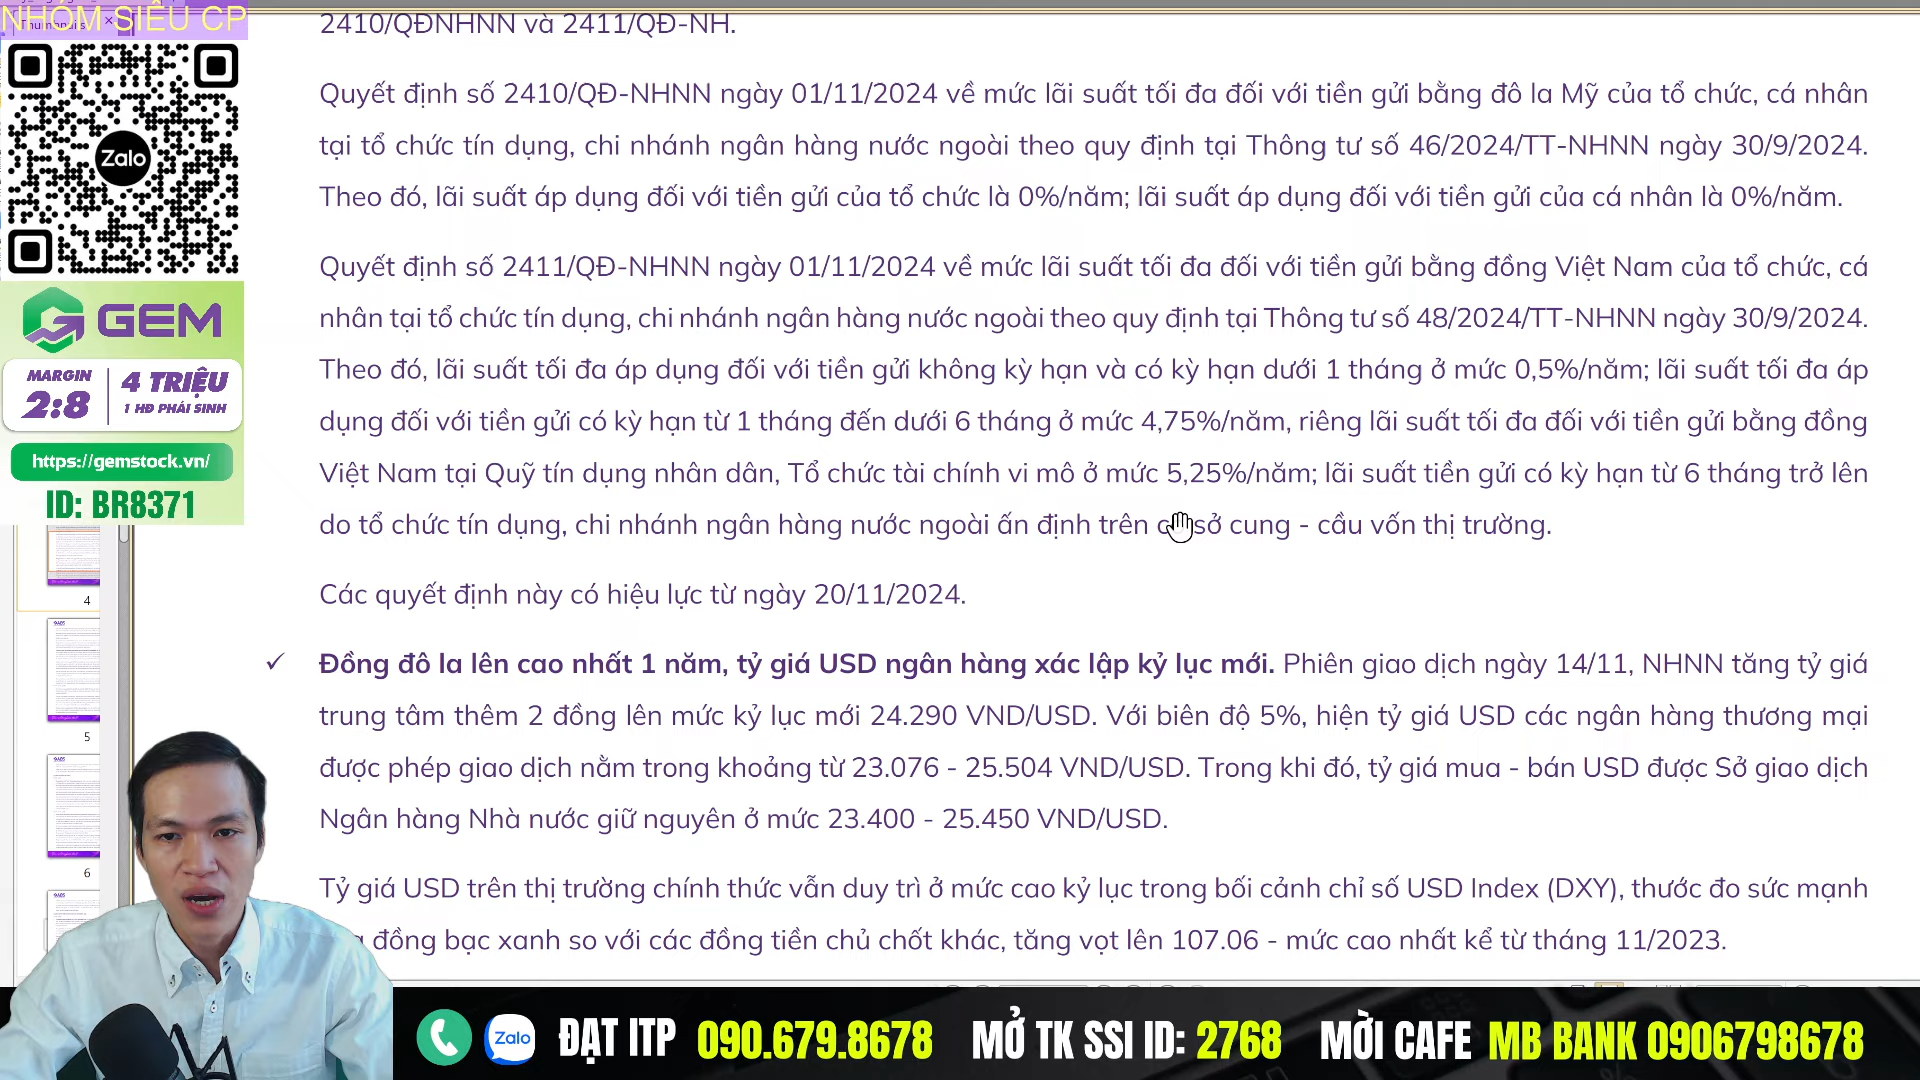 NHÓM SIÊU CP
2410/QĐNHNN và 2411/QĐ-NH.
Quyết định số 2410/QĐ-NHNN ngày 01/11/2024 về mức lãi suất tối đa đối với tiền gửi bằng đô la Mỹ của tổ chức, cá nhân
tại tổ chức tín dụng, chi nhánh ngân hàng nước ngoài theo quy định tại Thông tư số 46/2024/TT-NHNN ngày 30/9/2024.
Theo đó, lãi suất áp dụng đối với tiền gửi của tổ chức là 0%/năm; lãi suất áp dụng đối với tiền gửi của cá nhân là 0%/năm.
Zalo
Quyết định số 2411/QĐ-NHNN ngày 01/11/2024 về mức lãi suất tối đa đối với tiền gửi bằng đồng Việt Nam của tổ chức, cá
nhân tại tổ chức tín dụng, chi nhánh ngân hàng nước ngoài theo quy định tại Thông tư số 48/2024/TT-NHNN ngày 30/9/2024.
Theo đó, lãi suất tối đa áp dụng đối với tiền gửi không kỳ hạn và có kỳ hạn dưới 1 tháng ở mức 0,5%/năm; lãi suất tối đa áp
dụng đối với tiền gửi có kỳ hạn từ 1 tháng đến dưới 6 tháng ở mức 4,75%/năm, riêng lãi suất tối đa đối với tiền gửi bằng đồng
Việt Nam tại Quỹ tín dụng nhân dân, Tổ chức tài chính vi mô ở mức 5,25%/năm; lãi suất tiền gửi có kỳ hạn từ 6 tháng trở lên
do tổ chức tín dụng, chi nhánh ngân hàng nước ngoài ấn định trên sở cung - cầu vốn thị trường.
Các quyết định này có hiệu lực từ ngày 20/11/2024.
✓ Đồng đô la lên cao nhất 1 năm, tỷ giá USD ngân hàng xác lập kỷ lục mới. Phiên giao dịch ngày 14/11, NHNN tăng tỷ giá
trung tâm thêm 2 đồng lên mức kỷ lục mới 24.290 VND/USD. Với biên độ 5%, hiện tỷ giá USD các ngân hàng thương mại
được phép giao dịch nằm trong khoảng từ 23.076 - 25.504 VND/USD. Trong khi đó, tỷ giá mua - bán USD được Sở giao dịch
Ngân hàng Nhà nước giữ nguyên ở mức 23.400 - 25.450 VND/USD.
Tỷ giá USD trên thị trường chính thức vẫn duy trì ở mức cao kỷ lục trong bối cảnh chỉ số USD Index (DXY), thước đo sức mạnh
đồng bạc xanh so với các đồng tiền chủ chốt khác, tăng vọt lên 107.06 - mức cao nhất kể từ tháng 11/2023.
GEM
MARGIN
2:8
4 TRIỆU
1 HĐ PHÁI SINH
https://gemstock.vn/
ID: BR8371
4
5
6
Zalo ĐẠT ITP 090.679.8678 MỞ TK SSI ID: 2768 MỜI CAFE MB BANK 0906798678